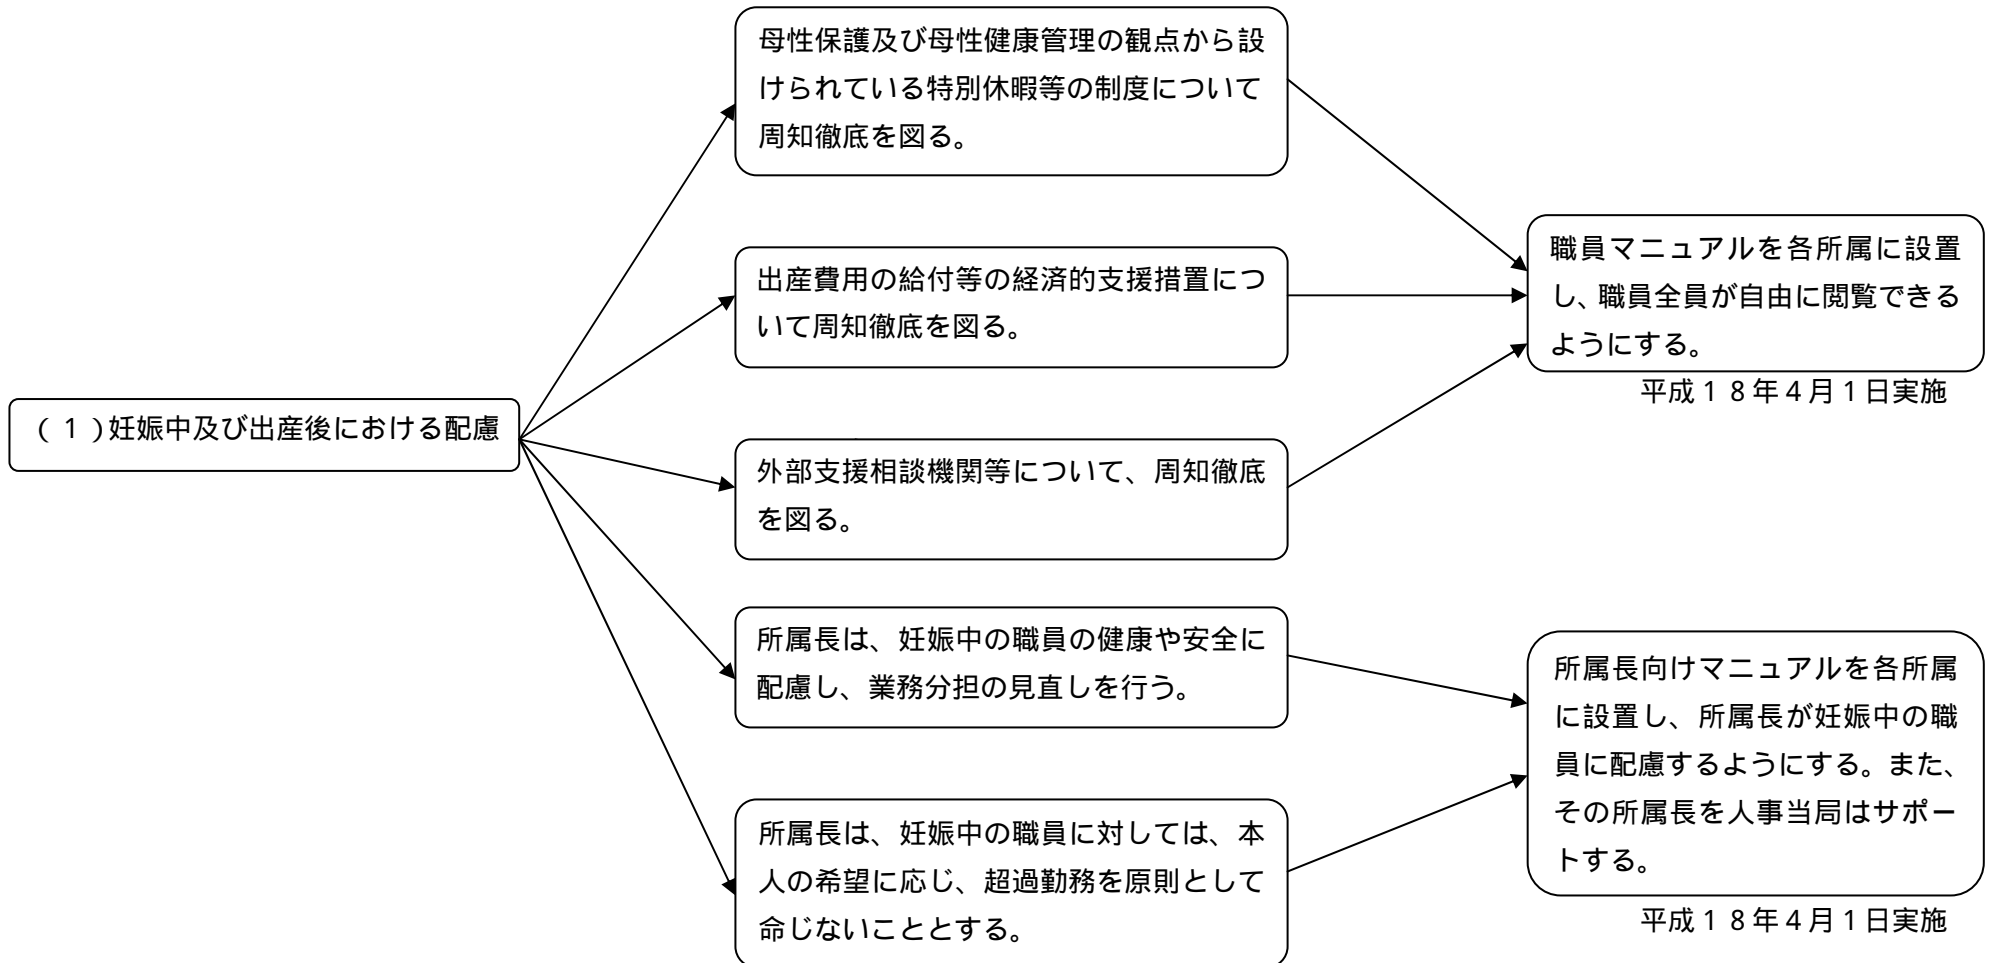 （１）妊娠中及び出産後における配慮
母性保護及び母性健康管理の観点から設
けられている特別休暇等の制度について
周知徹底を図る。
出産費用の給付等の経済的支援措置につ
いて周知徹底を図る。
外部支援相談機関等について、周知徹底
を図る。
所属長は、妊娠中の職員の健康や安全に
配慮し、業務分担の見直しを行う。
所属長は、妊娠中の職員に対しては、本
人の希望に応じ、超過勤務を原則として
命じないこととする。
職員マニュアルを各所属に設置
し、職員全員が自由に閲覧できる
ようにする。
平成１８年４月１日実施
所属長向けマニュアルを各所属
に設置し、所属長が妊娠中の職
員に配慮するようにする。また、
その所属長を人事当局はサポー
トする。
平成１８年４月１日実施